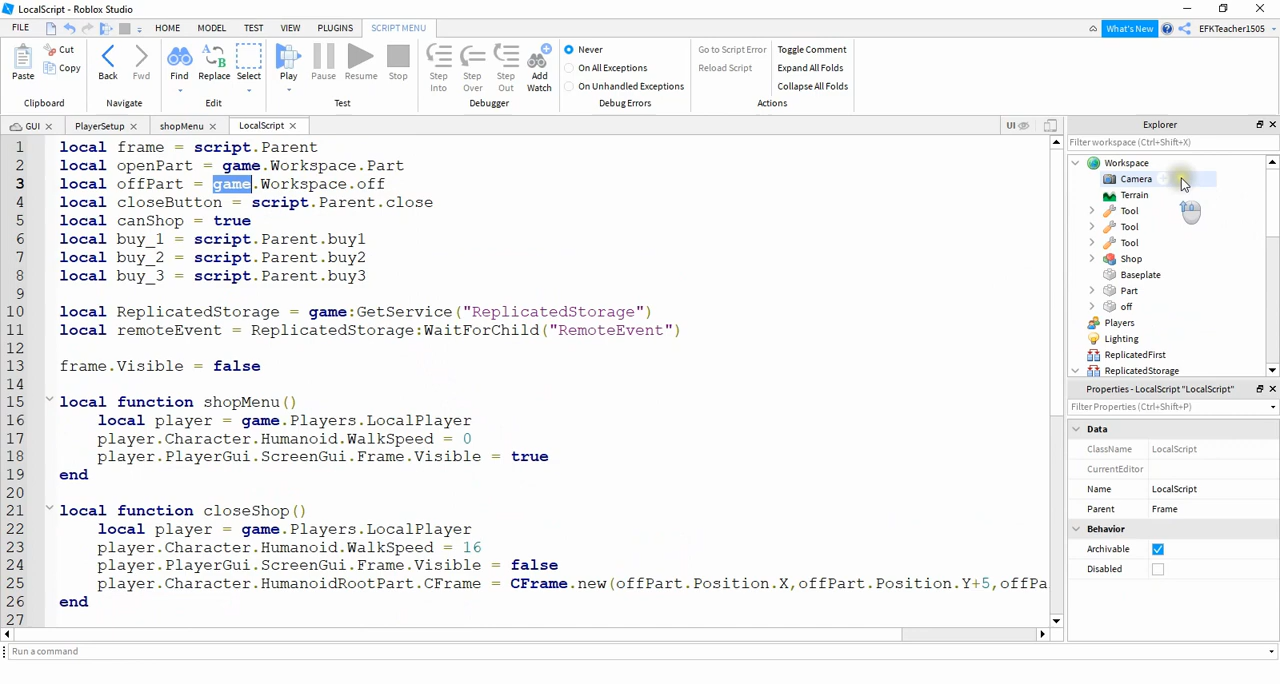 LocalScript - Roblox Studio
FILE HOME MODEL TEST VIEW PLUGINS SCRIPT MENU What's New EFKTeacher1505
Paste Cut Copy Back Fwd Find Replace Select Play Pause Resume Stop Step Into Step Over Step Out Add Watch
Never
On All Exceptions
On Unhandled Exceptions
Go to Script Error
Reload Script
Toggle Comment
Expand All Folds
Collapse All Folds
Clipboard Navigate Edit Test Debugger Debug Errors Actions
GUI PlayerSetup shopMenu LocalScript UI
1 local frame = script.Parent
2 local openPart = game.Workspace.Part
3 local offPart = game.Workspace.off
4 local closeButton = script.Parent.close
5 local canShop = true
6 local buy_1 = script.Parent.buy1
7 local buy_2 = script.Parent.buy2
8 local buy_3 = script.Parent.buy3
9
10 local ReplicatedStorage = game:GetService("ReplicatedStorage")
11 local remoteEvent = ReplicatedStorage:WaitForChild("RemoteEvent")
12
13 frame.Visible = false
14
15 local function shopMenu()
16 local player = game.Players.LocalPlayer
17 player.Character.Humanoid.WalkSpeed = 0
18 player.PlayerGui.ScreenGui.Frame.Visible = true
19 end
20
21 local function closeShop()
22 local player = game.Players.LocalPlayer
23 player.Character.Humanoid.WalkSpeed = 16
24 player.PlayerGui.ScreenGui.Frame.Visible = false
25 player.Character.HumanoidRootPart.CFrame = CFrame.new(offPart.Position.X,offPart.Position.Y+5,offPa
26 end
27
Run a command
Explorer
Filter workspace (Ctrl+Shift+X)
Workspace
Camera
Terrain
Tool
Tool
Tool
Shop
Baseplate
Part
off
Players
Lighting
ReplicatedFirst
ReplicatedStorage
Properties - LocalScript "LocalScript"
Filter Properties (Ctrl+Shift+P)
Data
ClassName LocalScript
CurrentEditor
Name LocalScript
Parent Frame
Behavior
Archivable
Disabled